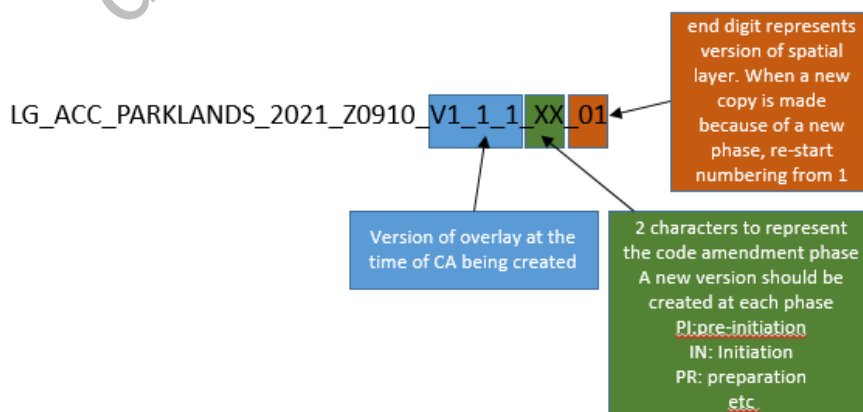 end digit represents
version of spatial
layer. When a new
copy is made
because of a new
phase, re-start
numbering from 1
LG_ACC_PARKLANDS_2021_Z0910_V1_1_1_XX_01
Version of overlay at the
time of CA being created
2 characters to represent
the code amendment phase
A new version should be
created at each phase
PI:pre-initiation
IN: Initiation
PR: preparation
etc